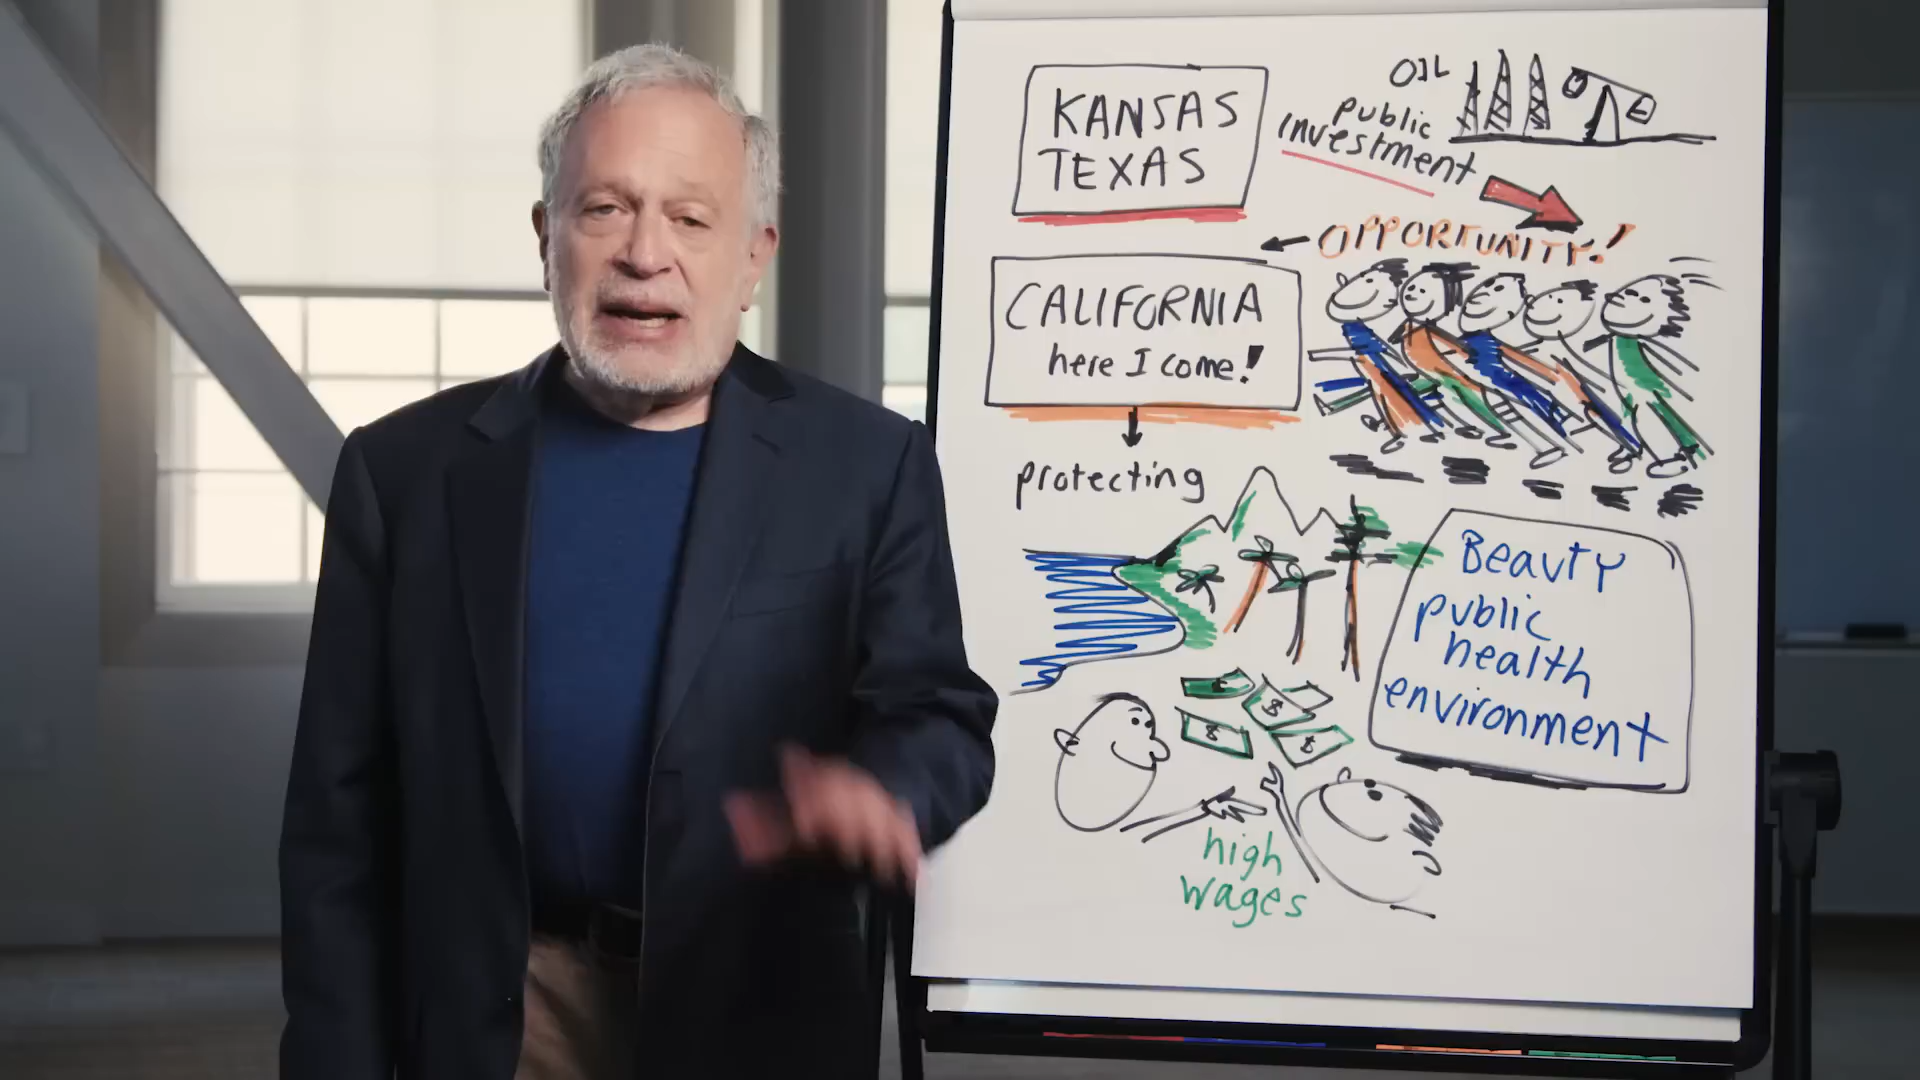 KANSAS
TEXAS
OIL
public
investment
OPPORTUNITY!
CALIFORNIA
here I come!
protecting
Beauty
public
health
environment
$
$
$
high
wages